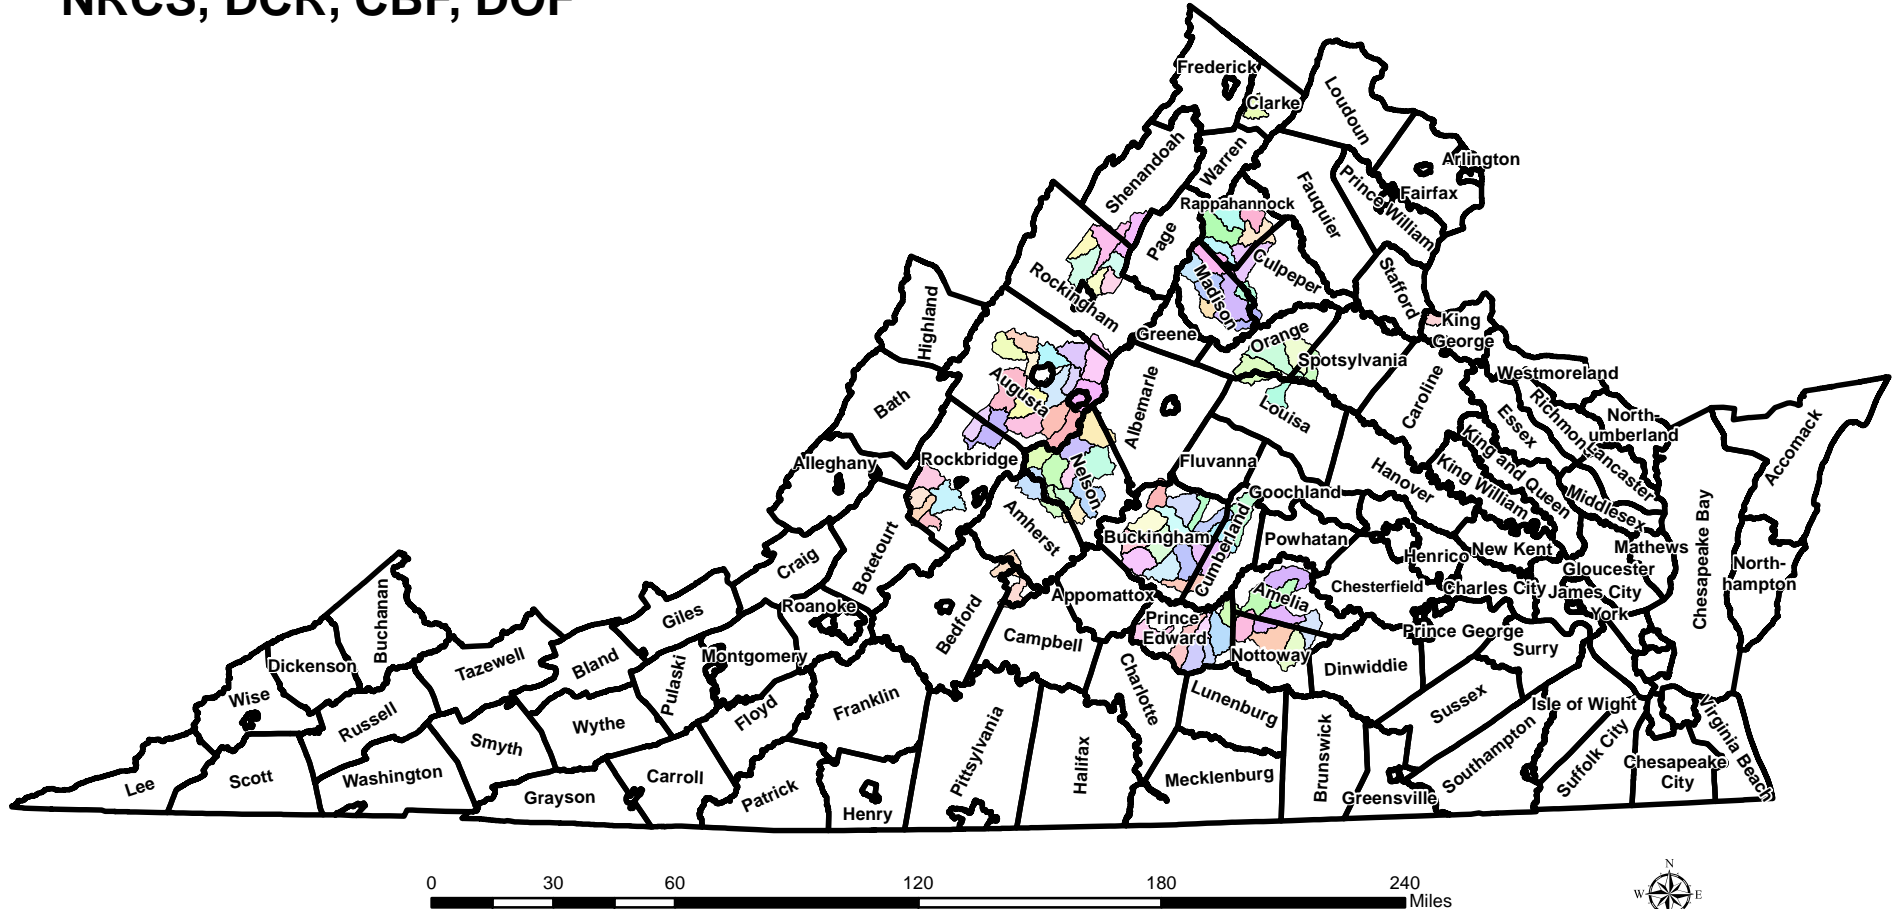 NRCS, DCR, CBF, DOF
Frederick
Clarke
Loudoun
Shenandoah
Warren
Arlington
Fairfax
Prince William
Fauquier
Rappahannock
Page
Rockingham
Culpeper
Madison
Stafford
Highland
King
George
Greene
Orange
Spotsylvania
Westmoreland
Augusta
Albemarle
Louisa
Caroline
Essex
Richmond
North-
umberland
Bath
Accomack
Alleghany
Rockbridge
Nelson
Fluvanna
Goochland
Hanover
King and Queen
King William
Lancaster
Middlesex
Chesapeake Bay
Amherst
Buckingham
Cumberland
Powhatan
Henrico
New Kent
Mathews
Gloucester
North-
hampton
Botetourt
Craig
Chesterfield
Charles City
James City
York
Appomattox
Amelia
Buchanan
Giles
Roanoke
Bedford
Campbell
Prince
Edward
Nottoway
Prince George
Surry
Dinwiddie
Dickenson
Tazewell
Bland
Montgomery
Pulaski
Wise
Russell
Smyth
Wythe
Floyd
Franklin
Charlotte
Lunenburg
Sussex
Isle of Wight
Virginia Beach
Pittsylvania
Halifax
Brunswick
Southampton
Suffolk City
Chesapeake
City
Lee
Scott
Washington
Grayson
Carroll
Patrick
Henry
Mecklenburg
Greensville
0 30 60 120 180 240
Miles
N
W E